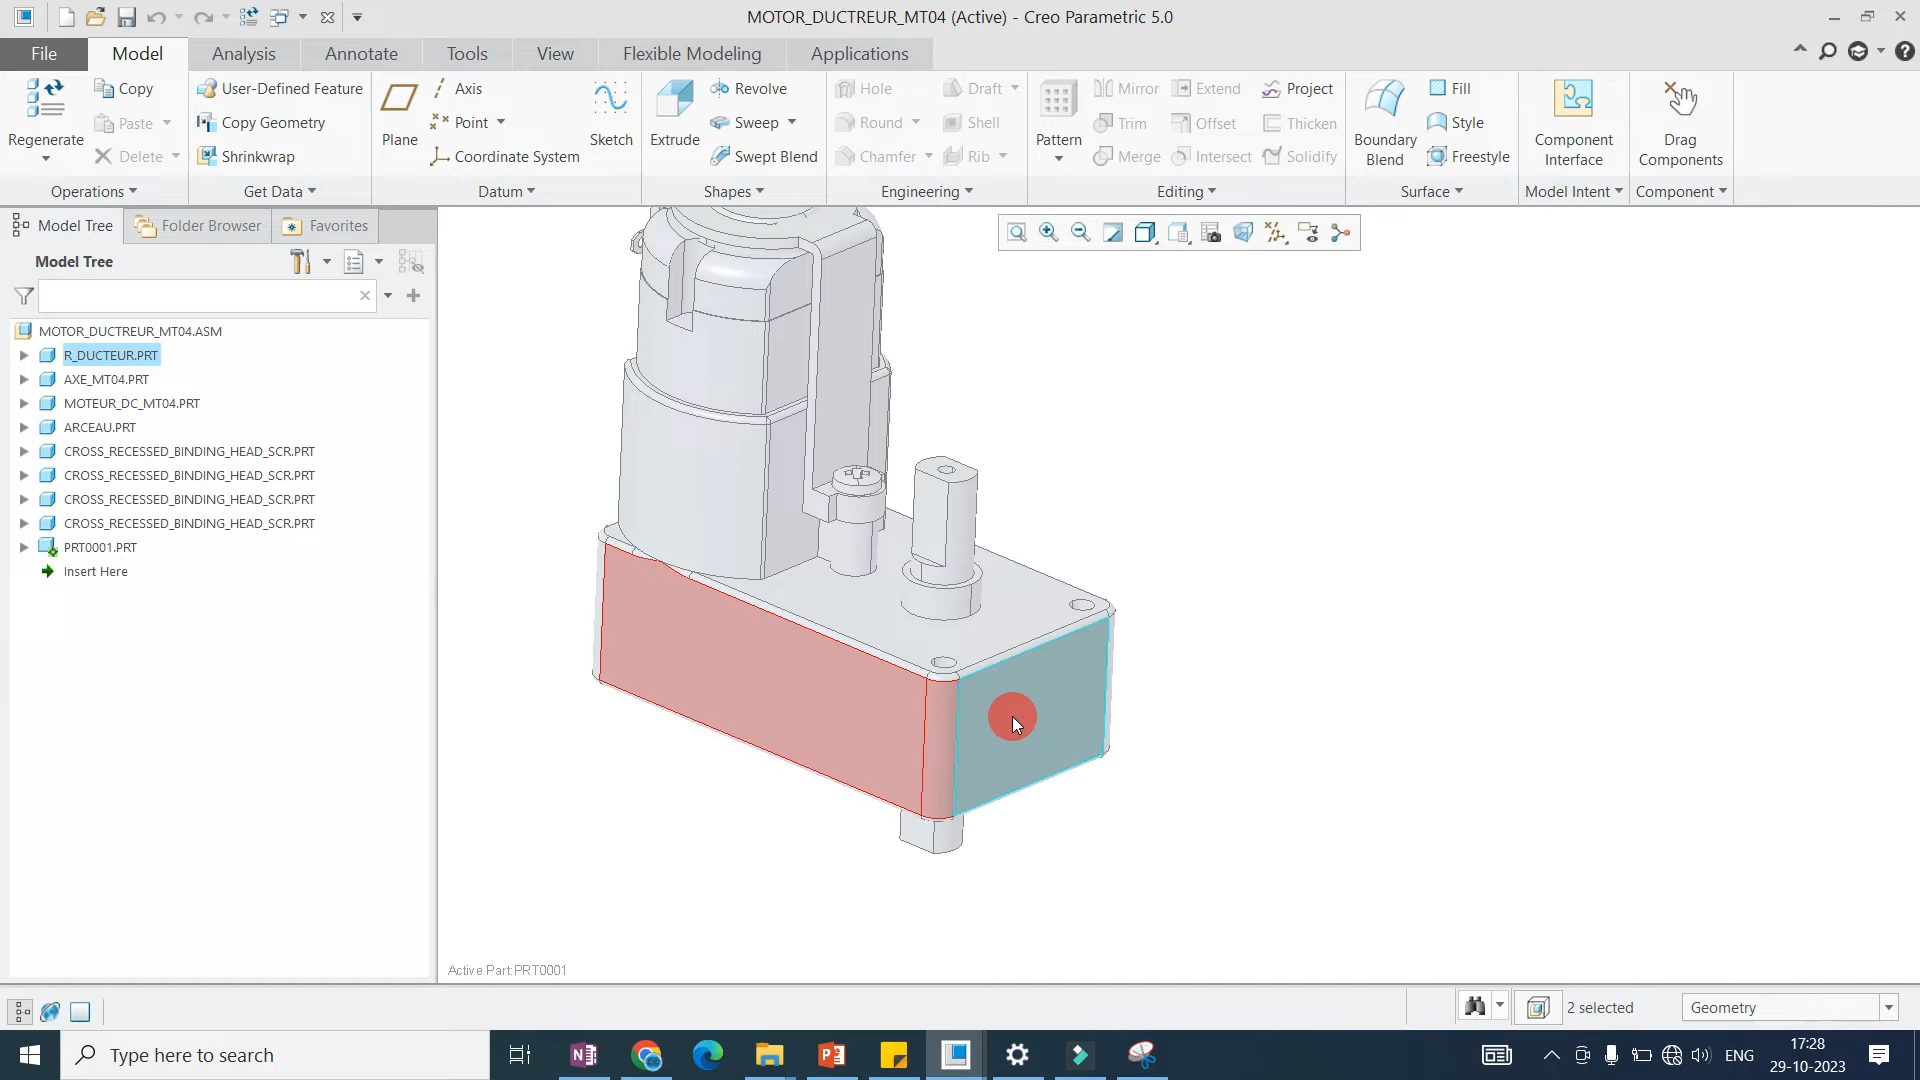 MOTOR_DUCTREUR_MT04 (Active) - Creo Parametric 5.0
File
Model
Analysis
Annotate
Tools
View
Flexible Modeling
Applications
Regenerate
Copy
Paste
Delete
Operations
User-Defined Feature
Copy Geometry
Shrinkwrap
Get Data
Plane
Axis
Point
Coordinate System
Sketch
Datum
Extrude
Revolve
Sweep
Swept Blend
Shapes
Hole
Draft
Round
Shell
Chamfer
Rib
Engineering
Pattern
Mirror
Extend
Project
Trim
Offset
Thicken
Merge
Intersect
Solidify
Editing
Boundary
Blend
Fill
Style
Freestyle
Surface
Component
Interface
Model Intent
Drag
Components
Component
Model Tree
Folder Browser
Favorites
Model Tree
MOTOR_DUCTREUR_MT04.ASM
R_DUCTEUR.PRT
AXE_MT04.PRT
MOTEUR_DC_MT04.PRT
ARCEAU.PRT
CROSS_RECESSED_BINDING_HEAD_SCR.PRT
CROSS_RECESSED_BINDING_HEAD_SCR.PRT
CROSS_RECESSED_BINDING_HEAD_SCR.PRT
CROSS_RECESSED_BINDING_HEAD_SCR.PRT
PRT0001.PRT
Insert Here
Active Part:PRT0001
2 selected
Geometry
Type here to search
ENG
17:28
29-10-2023